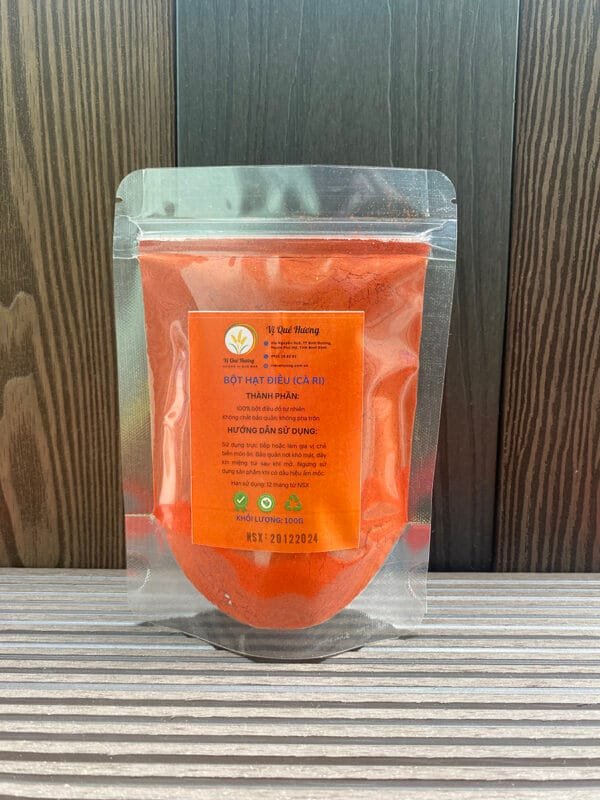 Vị Quê Hương
Vị Quê Hương
BỘT HẠT ĐIỀU (CÀ RI)
THÀNH PHẦN:
100% bột điều đỏ tự nhiên
Không chất bảo quản; không pha trộn
HƯỚNG DẪN SỬ DỤNG:
Sử dụng trực tiếp hoặc làm gia vị chế
biến món ăn. Bảo quản nơi khô mát, đậy
kín miệng túi sau khi mở. Ngưng sử
dụng sản phẩm khi có dấu hiệu ẩm mốc.
Hạn sử dụng: 12 tháng từ NSX
KHỐI LƯỢNG: 100G
NSX: 20122024